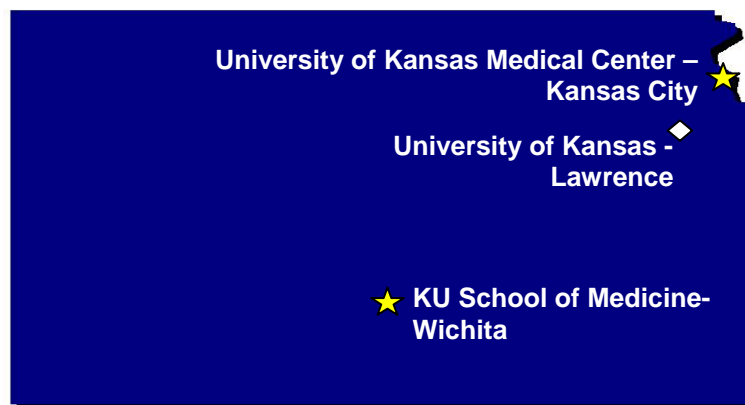 University of Kansas Medical Center –
Kansas City
University of Kansas -
Lawrence
KU School of Medicine-
Wichita